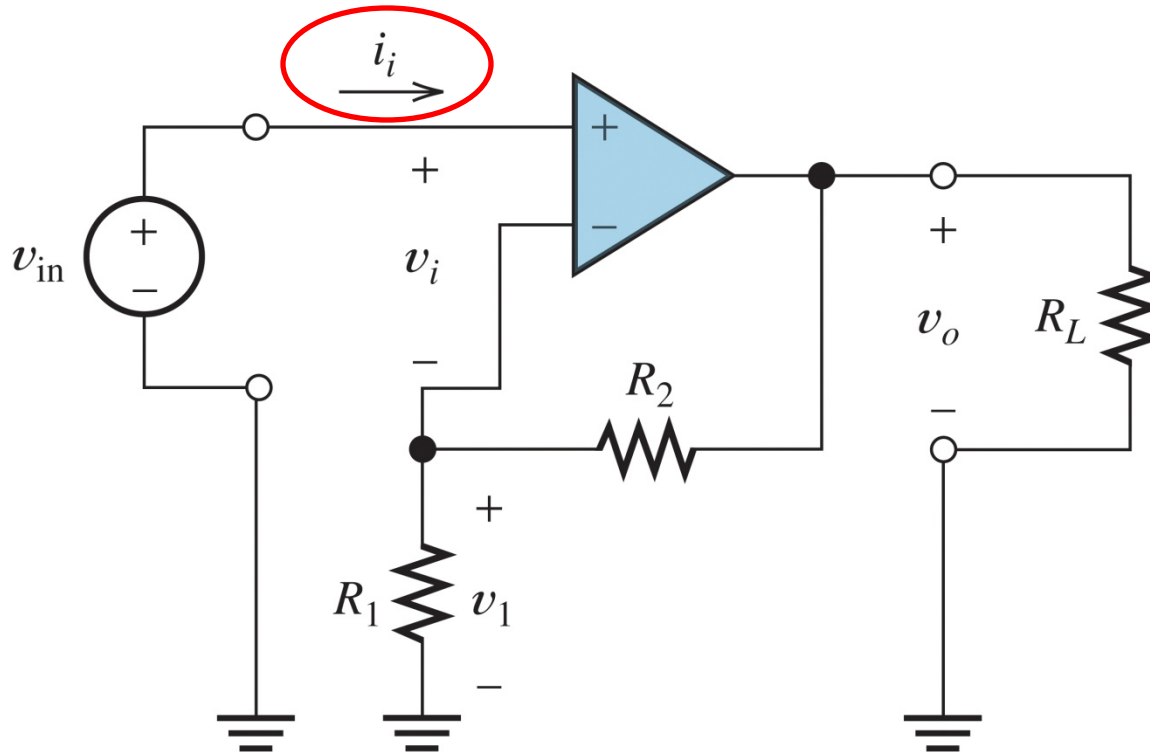 i_i
+
+
+
−
v_in
−
v_i
−
+
v_o
R_L
−
R_2
+
R_1
v_1
−